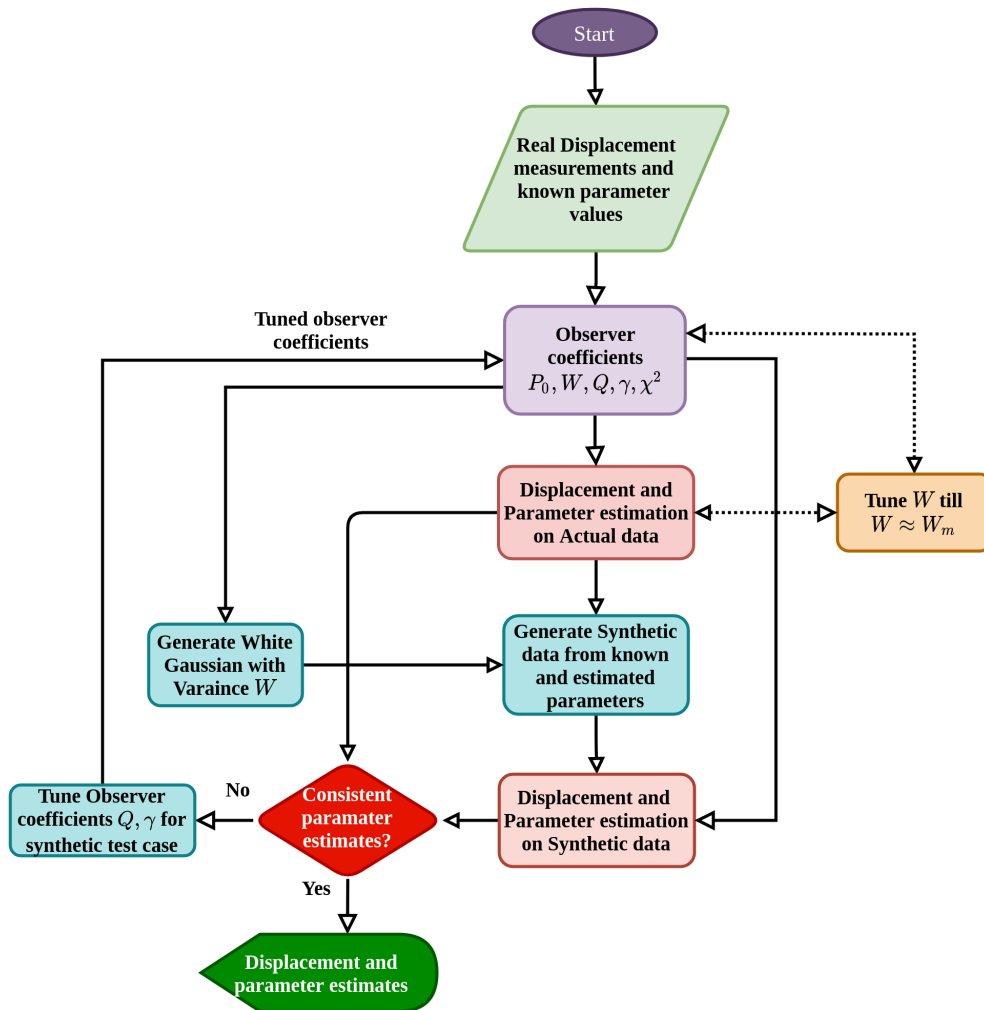 Start
Real Displacement
measurements and
known parameter
values
Tuned observer
coefficients
Observer
coefficients
P₀, W, Q, γ, χ²
Displacement and
Parameter estimation
on Actual data
Tune W till
W ≈ Wₘ
Generate White
Gaussian with
Varaince W
Generate Synthetic
data from known
and estimated
parameters
Tune Observer
coefficients Q, γ for
synthetic test case
No
Consistent
paramater
estimates?
Displacement and
Parameter estimation
on Synthetic data
Yes
Displacement and
parameter estimates